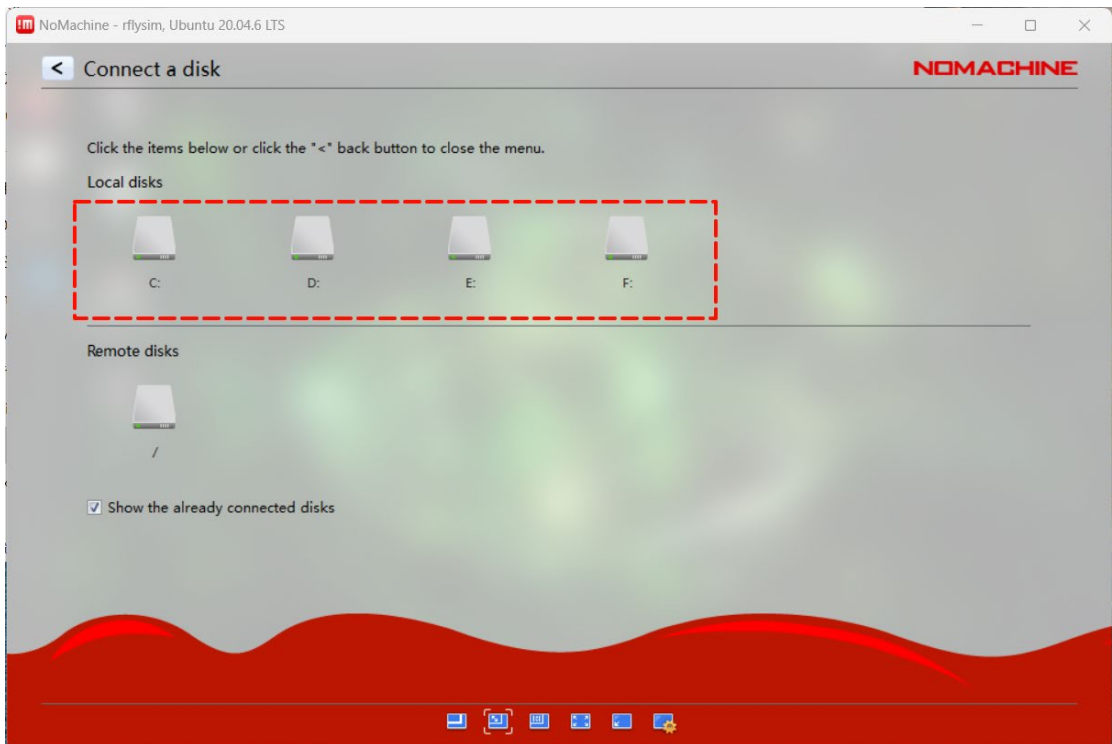 NoMachine - rflysim, Ubuntu 20.04.6 LTS
Connect a disk
NOMACHINE
Click the items below or click the "<" back button to close the menu.
Local disks
C: D: E: F:
Remote disks
/
Show the already connected disks